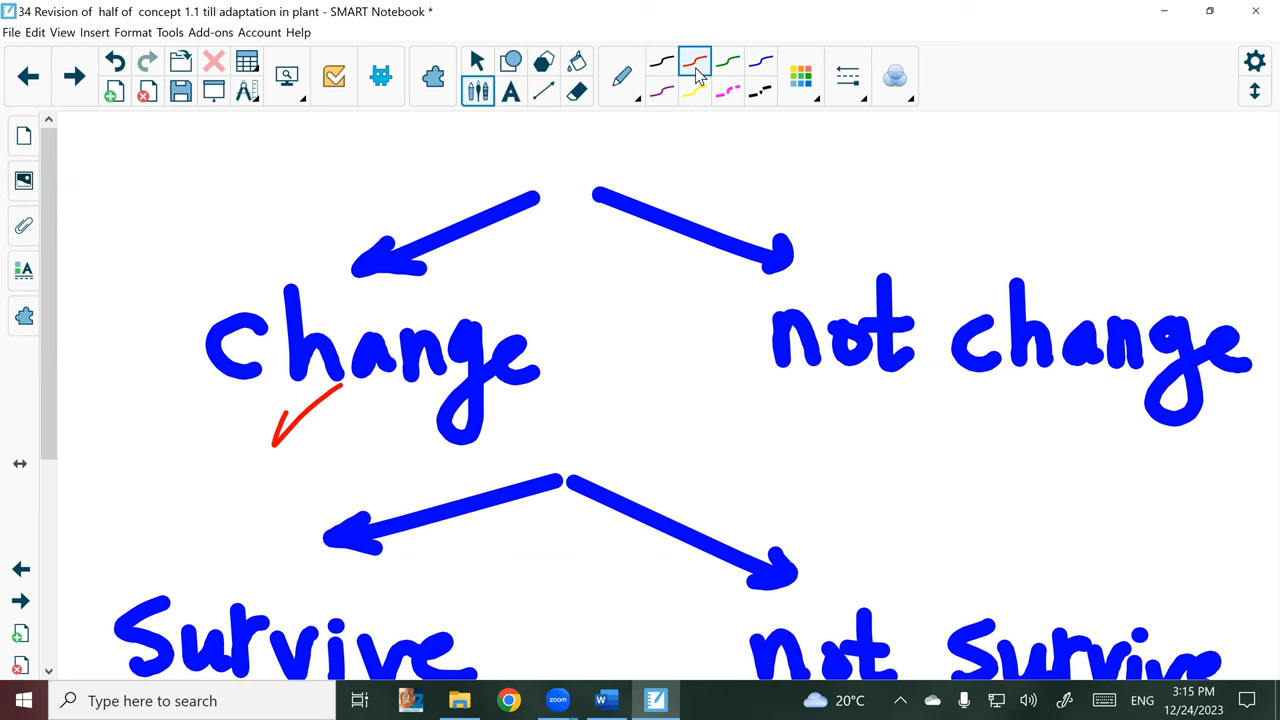 34 Revision of  half of  concept 1.1 till adaptation in plant - SMART Notebook *
File Edit View Insert Format Tools Add-ons Account Help
change not change
Survive not survive
Type here to search
zoom
20°C
ENG
3:15 PM
12/24/2023